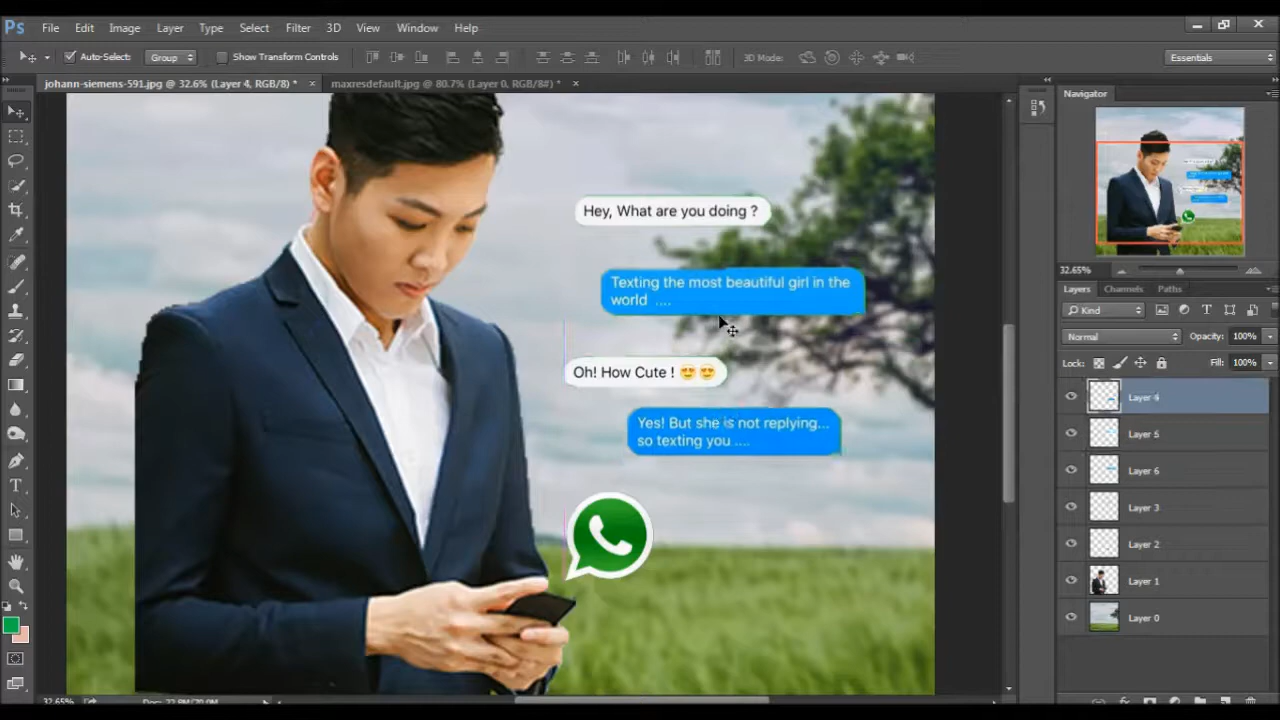 Ps File Edit Image Layer Type Select Filter 3D View Window Help
Auto-Select: Group Show Transform Controls 3D Mode: Essentials
johann-siemens-591.jpg @ 32.6% (Layer 4, RGB/8) * maxresdefault.jpg @ 80.7% (Layer 0, RGB/8#) *
Navigator
Hey, What are you doing ?
Texting the most beautiful girl in the
world ....
Oh! How Cute ! 😍😍
Yes! But she is not replying...
so texting you ....
32.65%
Layers Channels Paths
Kind
Normal Opacity: 100%
Lock: Fill: 100%
Layer 4
Layer 5
Layer 6
Layer 3
Layer 2
Layer 1
Layer 0
32.65%